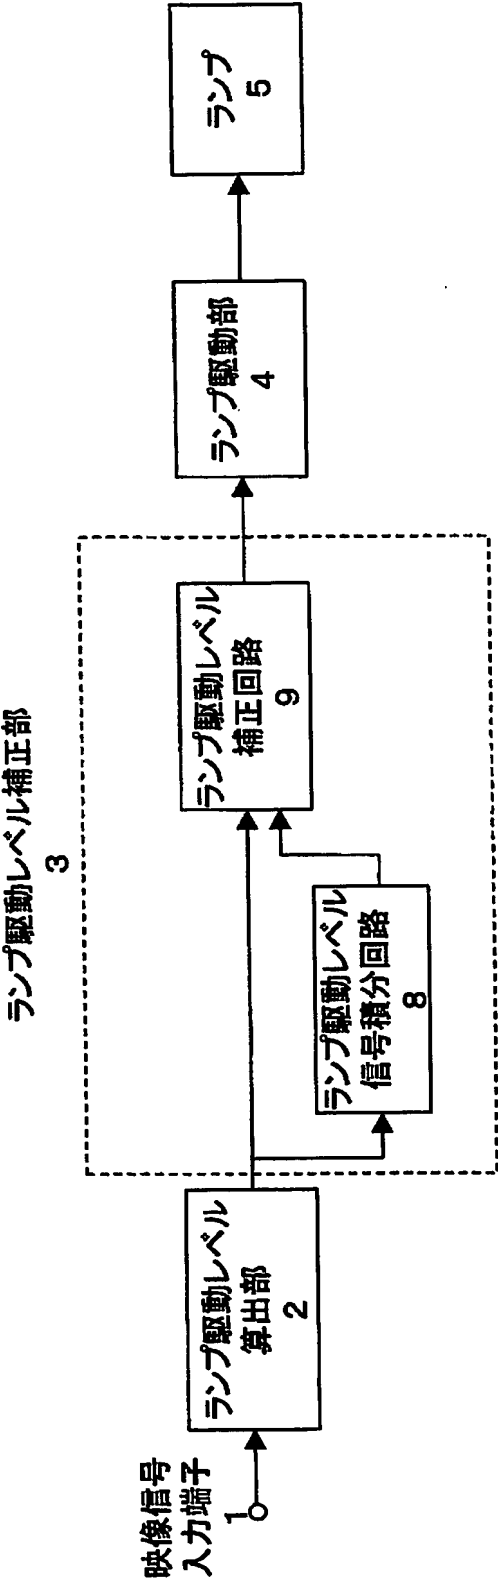 ランプ駆動レベル補正部
3
映像信号
入力端子
1
ランプ駆動レベル
算出部
2
ランプ駆動レベル
信号積分回路
8
ランプ駆動レベル
補正回路
9
ランプ駆動部
4
ランプ
5